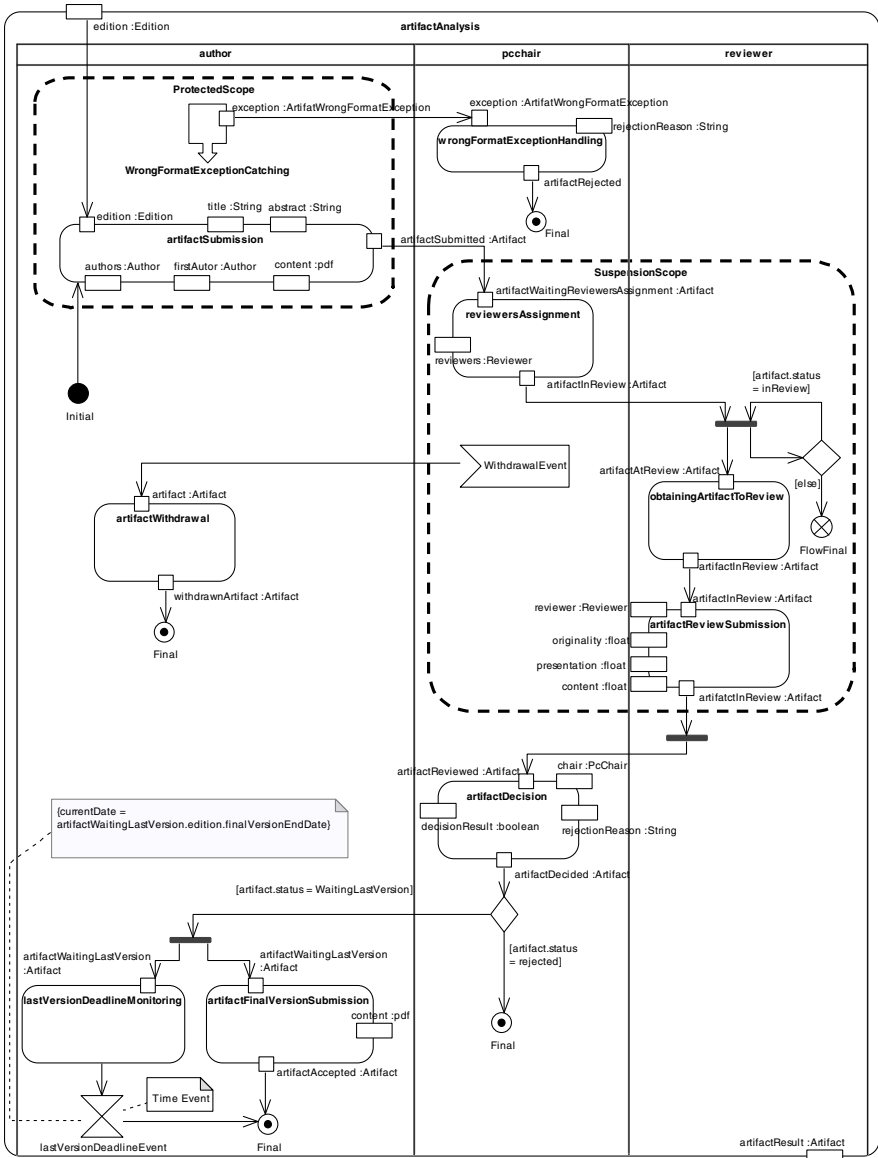 edition :Edition
artifactAnalysis
author
pcchair
reviewer
ProtectedScope
exception :ArtifatWrongFormatException
exception :ArtifatWrongFormatException
rejectionReason :String
wrongFormatExceptionHandling
WrongFormatExceptionCatching
artifactRejected
title :String
abstract :String
edition :Edition
artifactSubmission
artifactSubmitted :Artifact
Final
authors :Author
firstAutor :Author
content :pdf
SuspensionScope
artifactWaitingReviewersAssignment :Artifact
reviewersAssignment
reviewers :Reviewer
artifactInReview :Artifact
[artifact.status
= inReview]
Initial
WithdrawalEvent
artifactAtReview :Artifact
[else]
artifact :Artifact
artifactWithdrawal
obtainingArtifactToReview
FlowFinal
artifactInReview :Artifact
withdrawnArtifact :Artifact
artifactInReview :Artifact
reviewer :Reviewer
artifactReviewSubmission
originality :float
Final
presentation :float
content :float
artifatctInReview :Artifact
artifactReviewed :Artifact
chair :PcChair
artifactDecision
{currentDate =
artifactWaitingLastVersion.edition.finalVersionEndDate}
decisionResult :boolean
rejectionReason :String
artifactDecided :Artifact
[artifact.status = WaitingLastVersion]
[artifact.status
= rejected]
artifactWaitingLastVersion
:Artifact
artifactWaitingLastVersion
:Artifact
lastVersionDeadlineMonitoring
artifactFinalVersionSubmission
content :pdf
Final
artifactAccepted :Artifact
Time Event
lastVersionDeadlineEvent
Final
artifactResult :Artifact